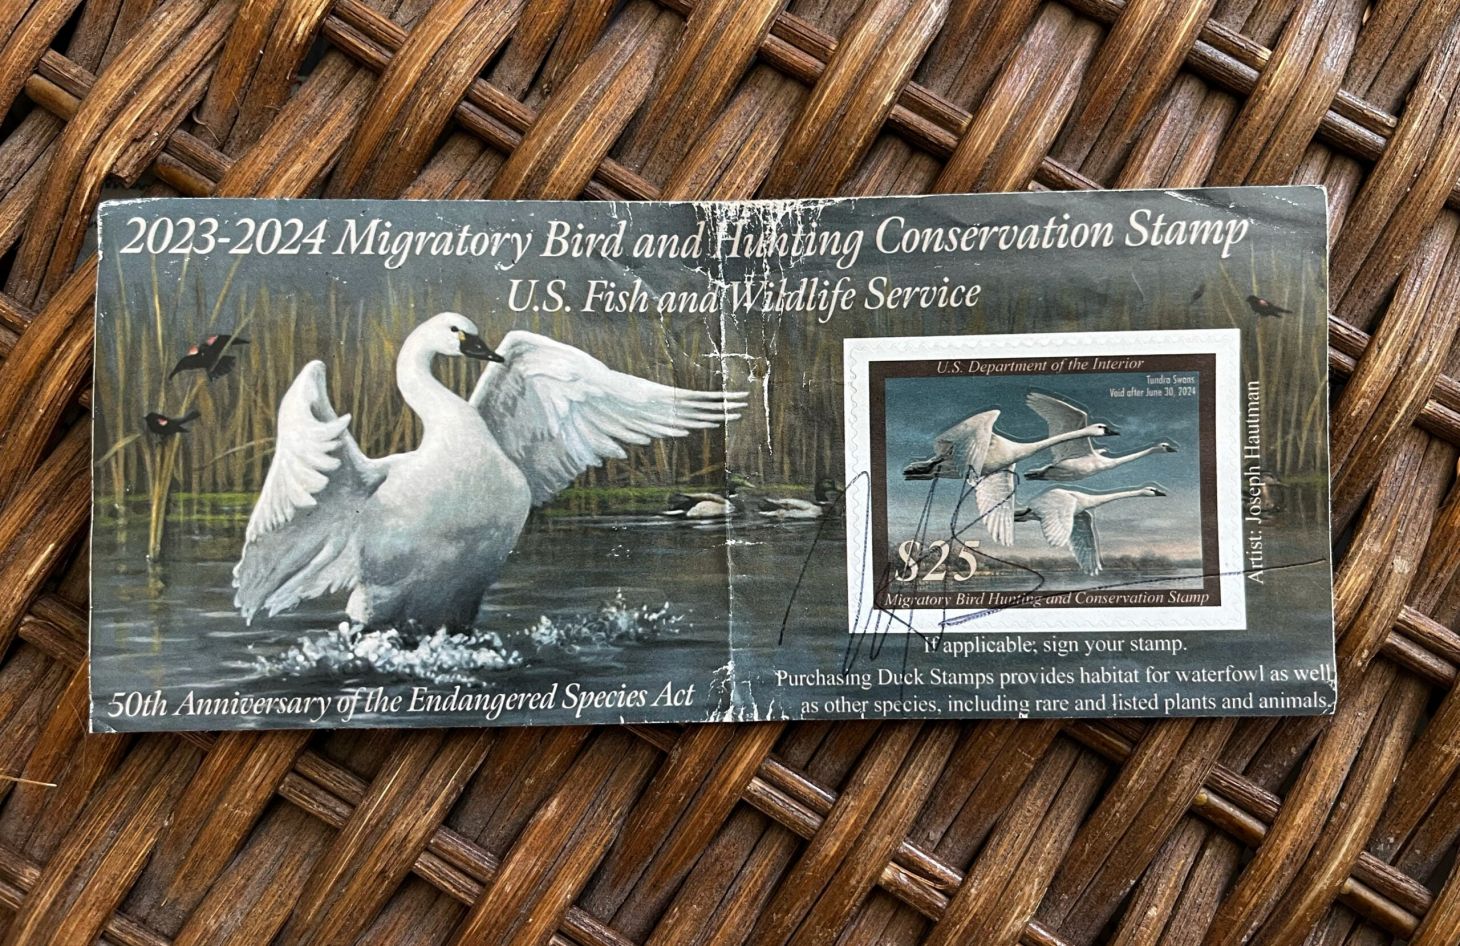 2023-2024 Migratory Bird and Hunting Conservation Stamp
U.S. Fish and Wildlife Service
U.S. Department of the Interior
Tundra Swans
Void after June 30, 2024
$25
Migratory Bird Hunting and Conservation Stamp
Artist: Joseph Hautman
if applicable; sign your stamp.
Purchasing Duck Stamps provides habitat for waterfowl as well
as other species, including rare and listed plants and animals.
50th Anniversary of the Endangered Species Act